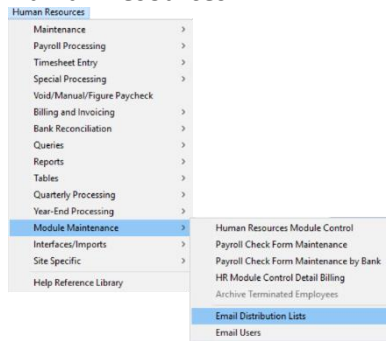 Human Resources
Maintenance
Payroll Processing
Timesheet Entry
Special Processing
Void/Manual/Figure Paycheck
Billing and Invoicing
Bank Reconciliation
Queries
Reports
Tables
Quarterly Processing
Year-End Processing
Module Maintenance
Interfaces/Imports
Site Specific
Help Reference Library
Human Resources Module Control
Payroll Check Form Maintenance
Payroll Check Form Maintenance by Bank
HR Module Control Detail Billing
Archive Terminated Employees
Email Distribution Lists
Email Users